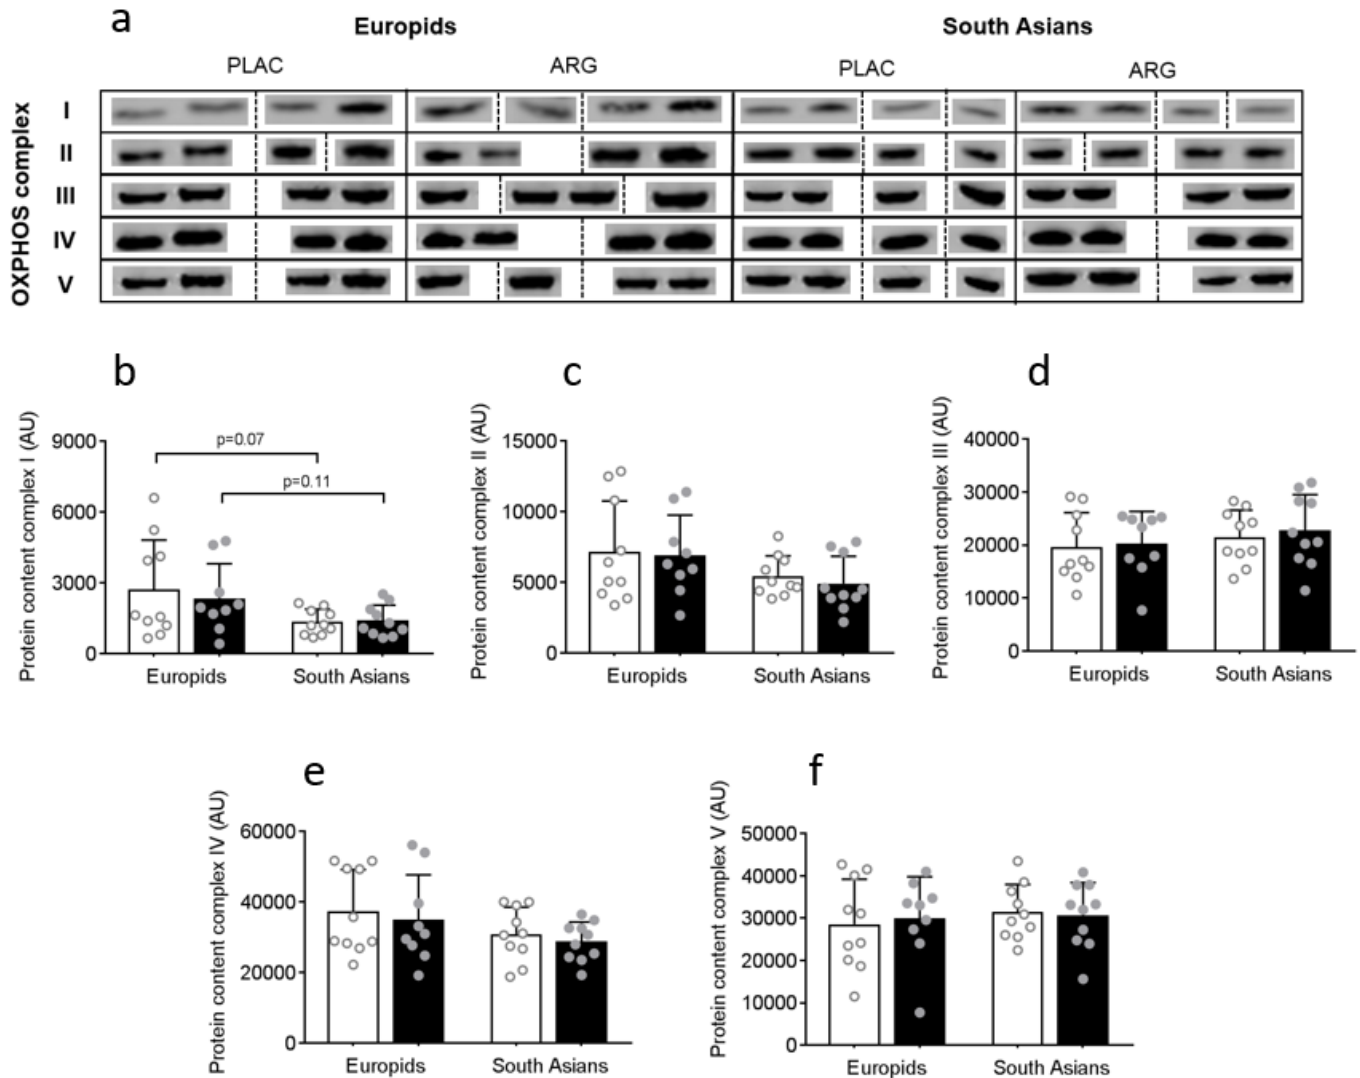 a
Europids
South Asians
PLAC
ARG
PLAC
ARG
OXPHOS complex
I
II
III
IV
V
b
c
d
Protein content complex I (AU)
9000
6000
3000
0
p=0.07
p=0.11
Europids
South Asians
Protein content complex II (AU)
15000
10000
5000
0
Europids
South Asians
Protein content complex III (AU)
40000
30000
20000
10000
0
Europids
South Asians
e
f
Protein content complex IV (AU)
60000
40000
20000
0
Europids
South Asians
Protein content complex V (AU)
50000
40000
30000
20000
10000
0
Europids
South Asians